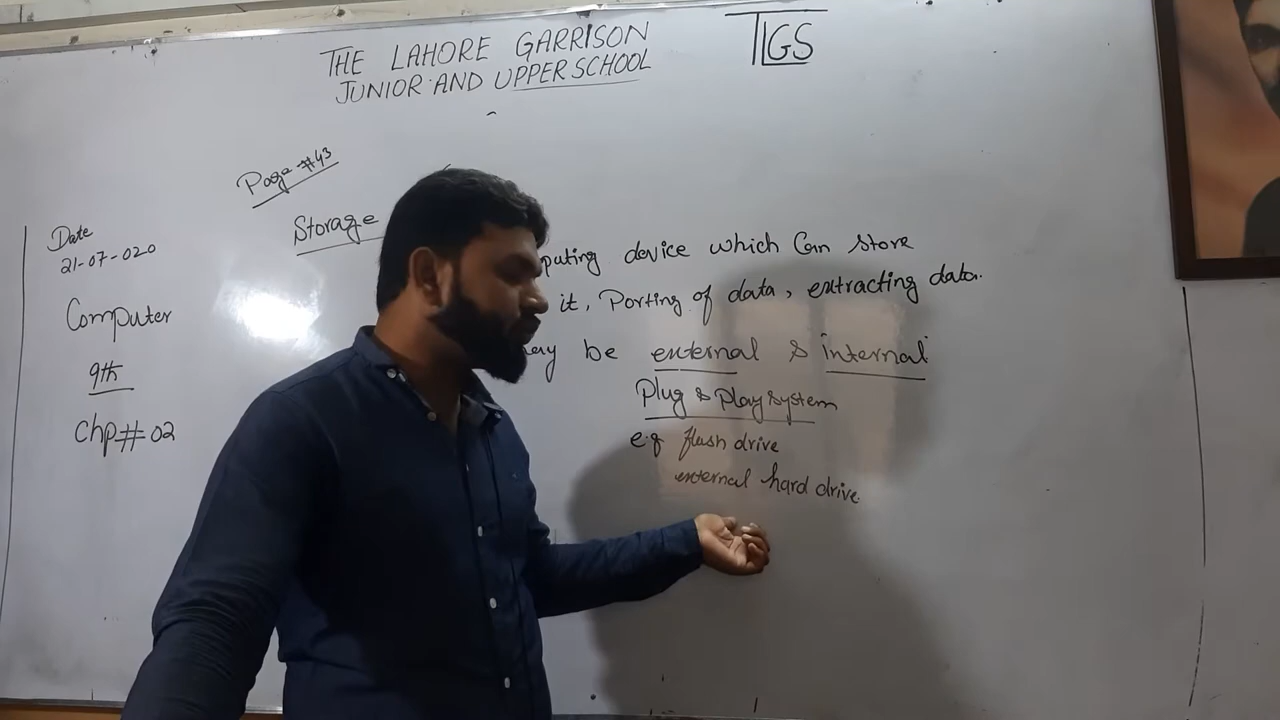 THE LAHORE GARRISON
JUNIOR AND UPPER SCHOOL
TLGS
Page #43
Date
21-07-020
Computer
9th
Chp# 02
Storage
puting device which Can store
it, Porting of data, extracting data.
be external & internal
Plug & Play system
e.g flash drive
external hard drive